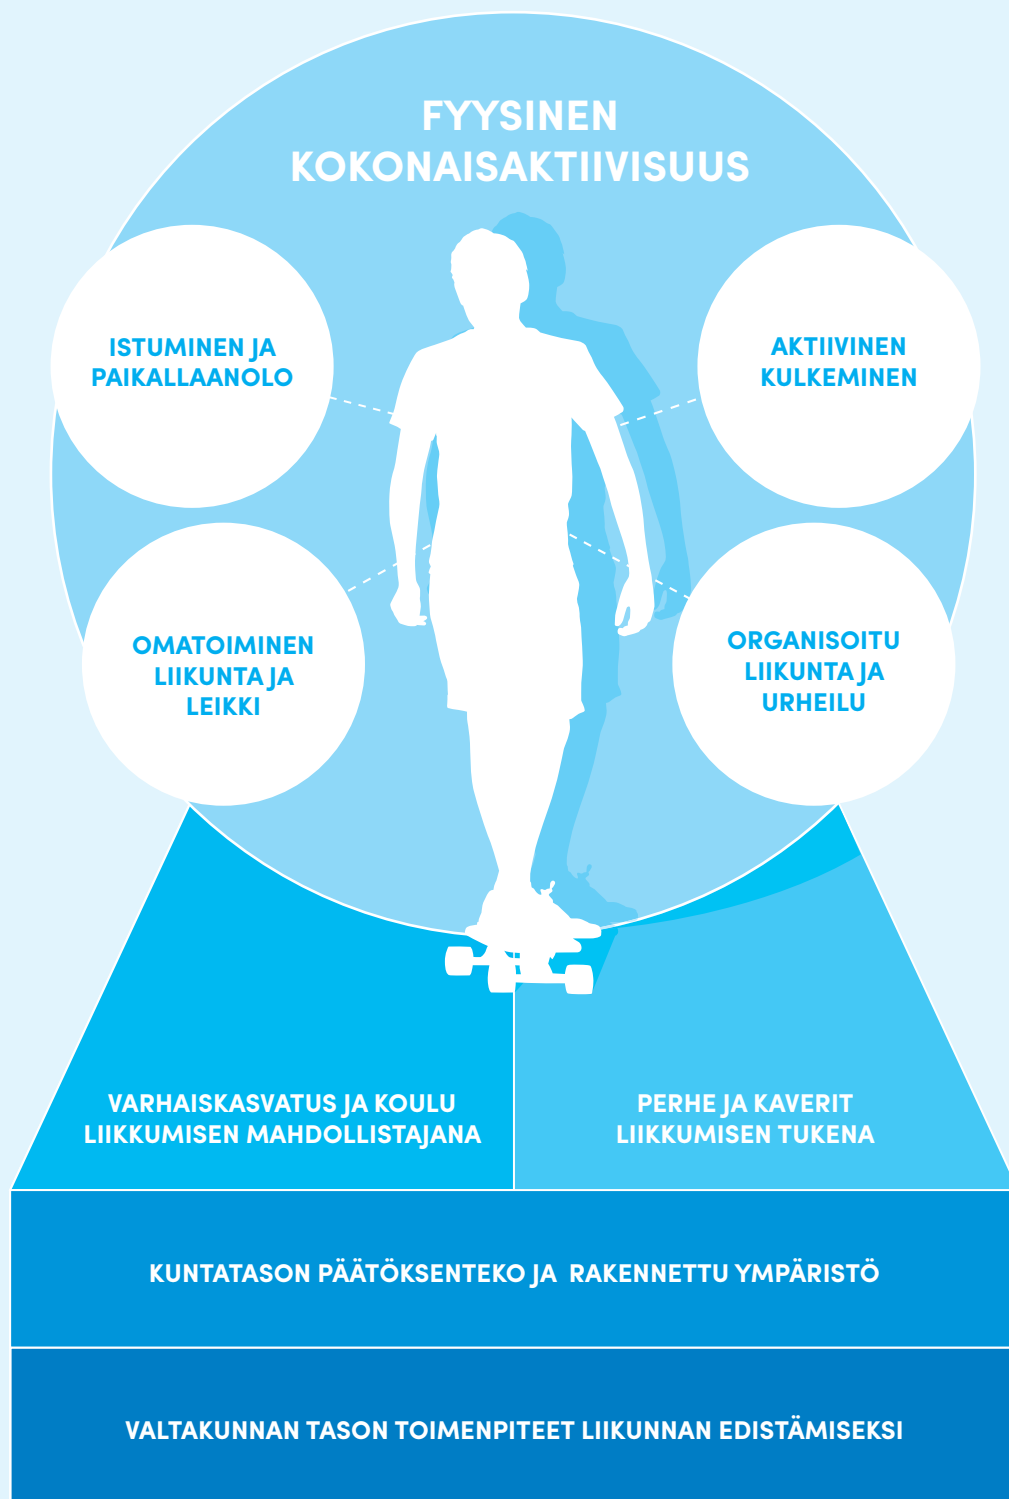 FYYSINEN
KOKONAISAKTIIVISUUS
ISTUMINEN JA
PAIKALLAANOLO
AKTIIVINEN
KULKEMINEN
OMATOIMINEN
LIIKUNTA JA
LEIKKI
ORGANISOITU
LIIKUNTA JA
URHEILU
VARHAISKASVATUS JA KOULU
LIIKKUMISEN MAHDOLLISTAJANA
PERHE JA KAVERIT
LIIKKUMISEN TUKENA
KUNTATASON PÄÄTÖKSENTEKO JA RAKENNETTU YMPÄRISTÖ
VALTAKUNNAN TASON TOIMENPITEET LIIKUNNAN EDISTÄMISEKSI